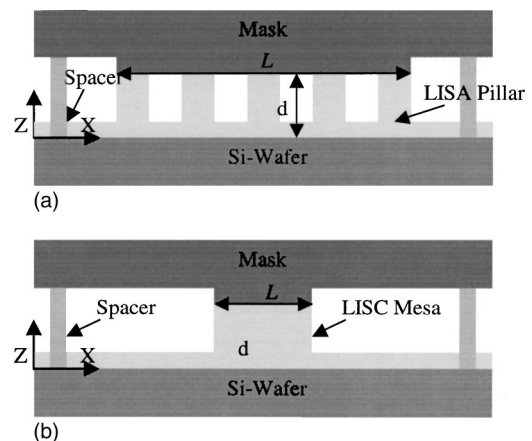 Mask
L
Spacer
d
LISA Pillar
Z
X
Si-Wafer
(a)
Mask
L
Spacer
LISC Mesa
d
Z
X
Si-Wafer
(b)